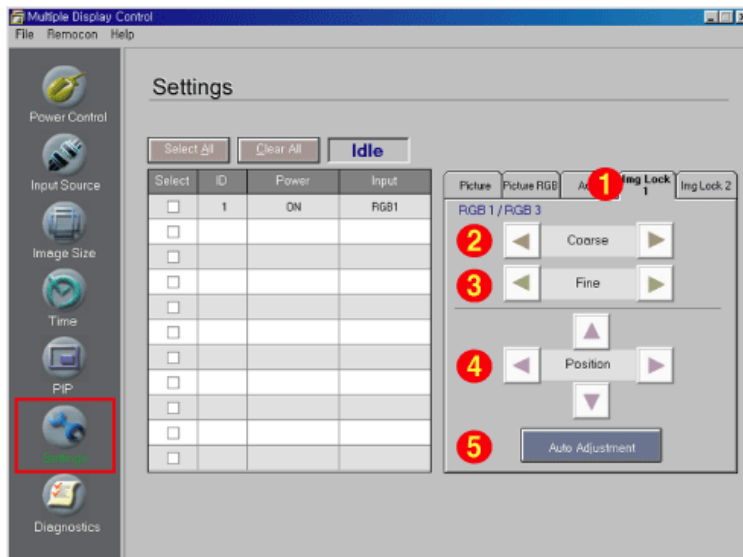 Multiple Display Control
File Remocon Help
Settings
Power Control
Input Source
Image Size
Time
PIP
Settings
Diagnostics
Select All Clear All Idle
Select ID Power Input
1 ON RGB1
Picture Picture RGB 1 Img Lock 1 Img Lock 2
RGB 1 / RGB 3
2 Coarse
3 Fine
4 Position
5 Auto Adjustment